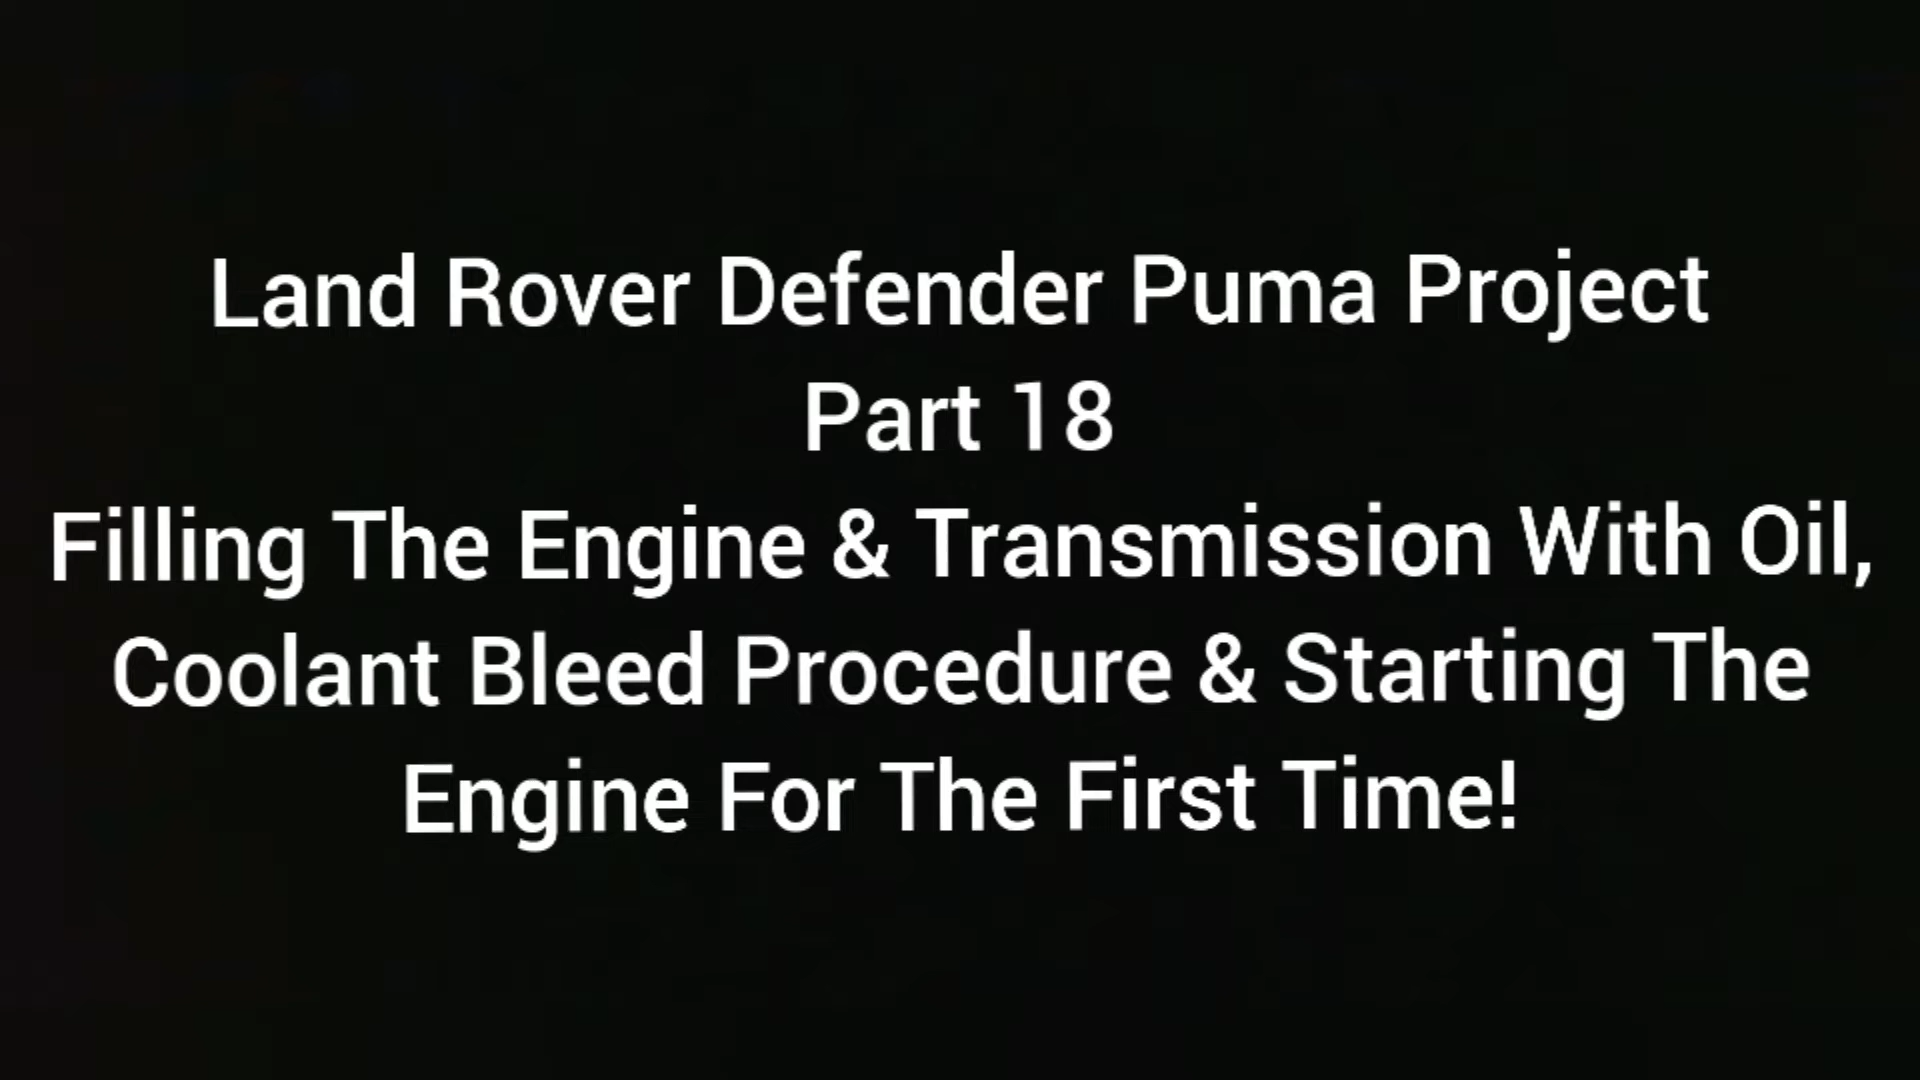 Land Rover Defender Puma Project
Part 18
Filling The Engine & Transmission With Oil,
Coolant Bleed Procedure & Starting The
Engine For The First Time!